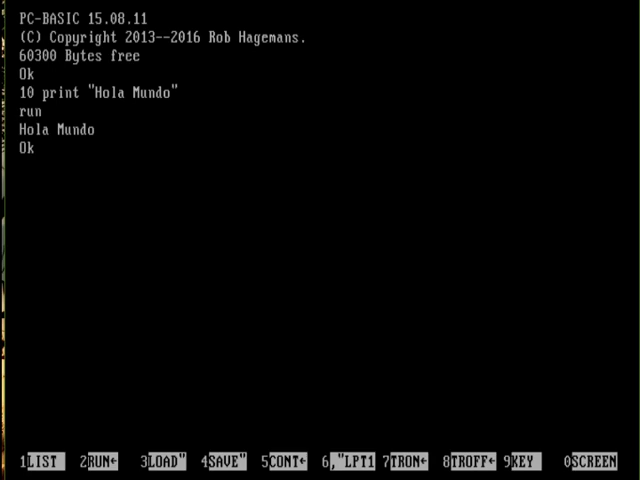 PC-BASIC 15.08.11
(C) Copyright 2013--2016 Rob Hagemans.
60300 Bytes free
Ok
10 print "Hola Mundo"
run
Hola Mundo
Ok
1LIST 2RUN← 3LOAD" 4SAVE" 5CONT← 6,"LPT1 7TRON← 8TROFF← 9KEY 0SCREEN